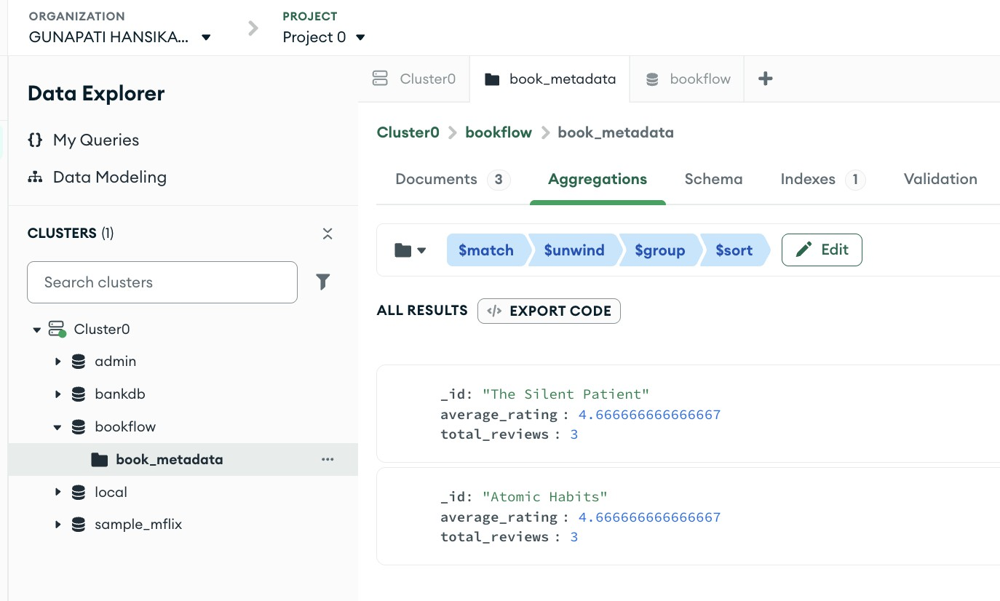 ORGANIZATION
GUNAPATI HANSIKA...
PROJECT
Project 0
Data Explorer
{} My Queries
Data Modeling
CLUSTERS (1)
Search clusters
Cluster0
admin
bankdb
bookflow
book_metadata ...
local
sample_mflix
Cluster0 book_metadata bookflow +
Cluster0 > bookflow > book_metadata
Documents 3 Aggregations Schema Indexes 1 Validation
$match $unwind $group $sort Edit
ALL RESULTS </> EXPORT CODE
_id: "The Silent Patient"
average_rating : 4.666666666666667
total_reviews : 3
_id: "Atomic Habits"
average_rating : 4.666666666666667
total_reviews : 3